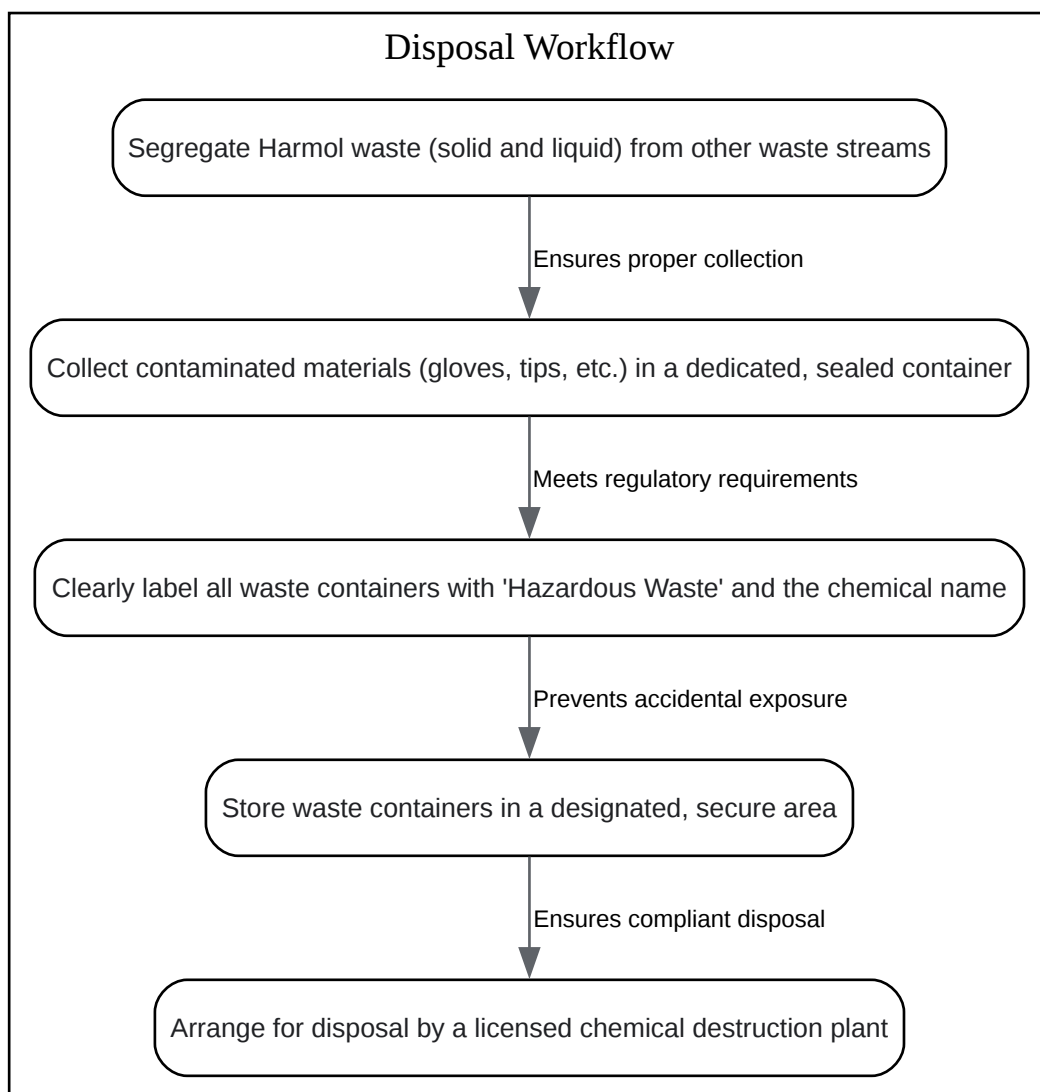 Disposal Workflow
Segregate Harmol waste (solid and liquid) from other waste streams
Ensures proper collection
Collect contaminated materials (gloves, tips, etc.) in a dedicated, sealed container
Meets regulatory requirements
Clearly label all waste containers with 'Hazardous Waste' and the chemical name
Prevents accidental exposure
Store waste containers in a designated, secure area
Ensures compliant disposal
Arrange for disposal by a licensed chemical destruction plant